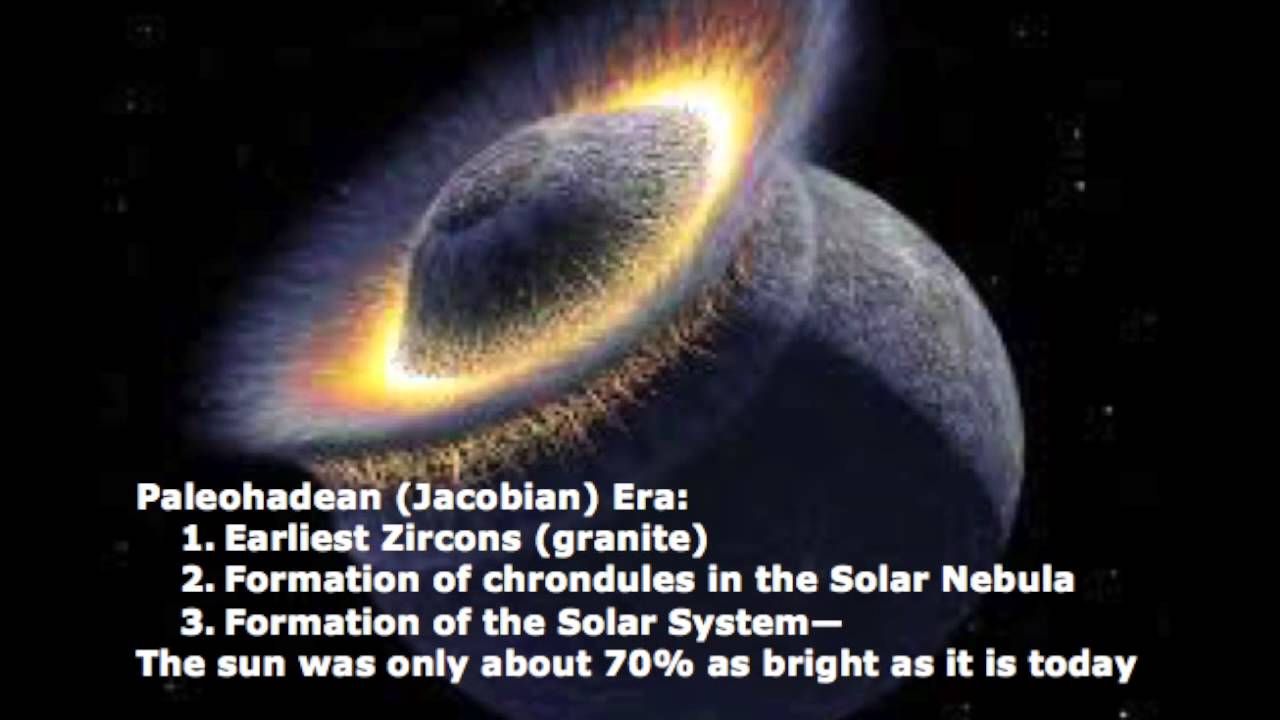 Paleohadean (Jacobian) Era:
1. Earliest Zircons (granite)
2. Formation of chrondules in the Solar Nebula
3. Formation of the Solar System—
The sun was only about 70% as bright as it is today